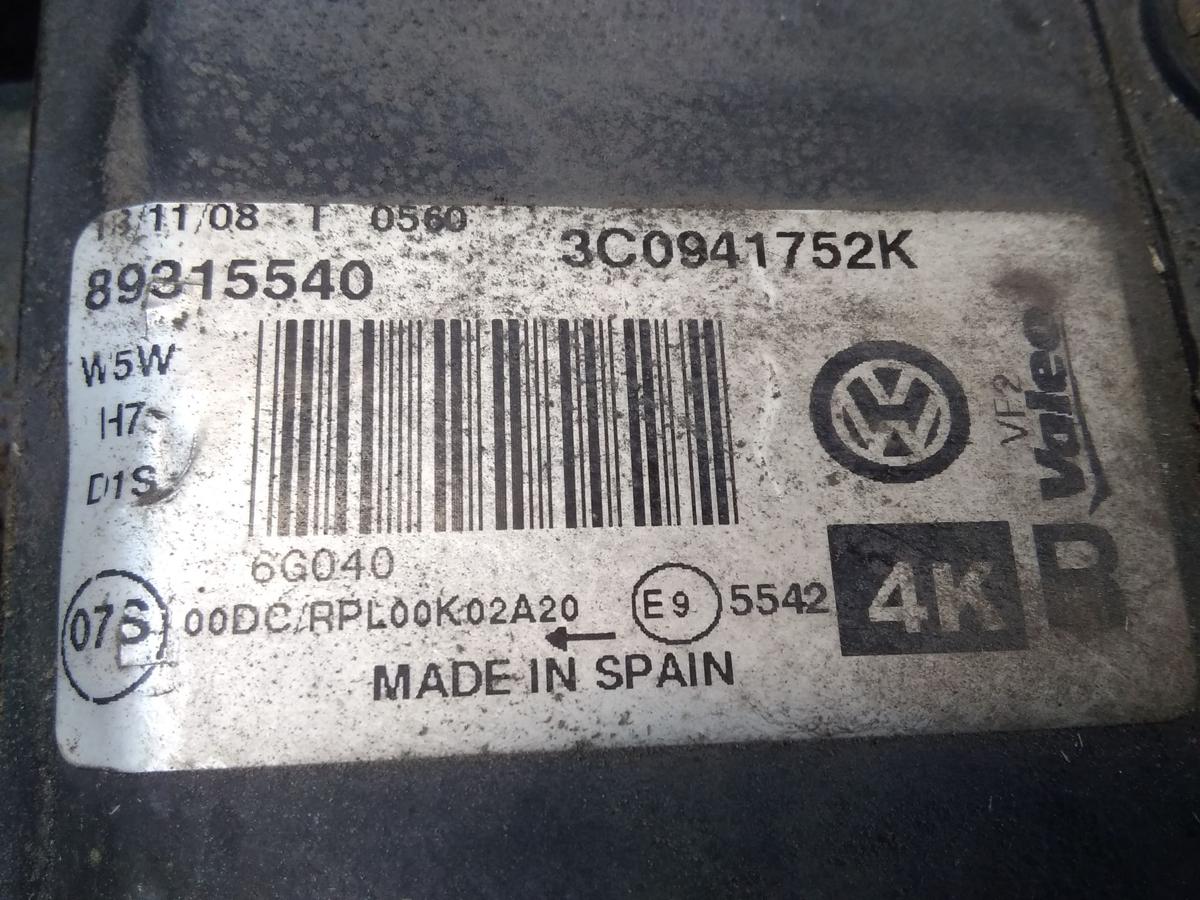 13/11/08 T 0560
89315540 3C0941752K
W5W
H7
D1S
VF2
Valeo
6G040
07S 00DC/RPL00K02A20 E9 5542 4K B
MADE IN SPAIN